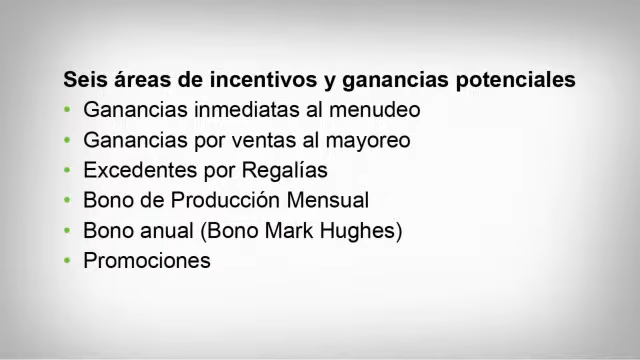 Seis áreas de incentivos y ganancias potenciales
• Ganancias inmediatas al menudeo
• Ganancias por ventas al mayoreo
• Excedentes por Regalías
• Bono de Producción Mensual
• Bono anual (Bono Mark Hughes)
• Promociones